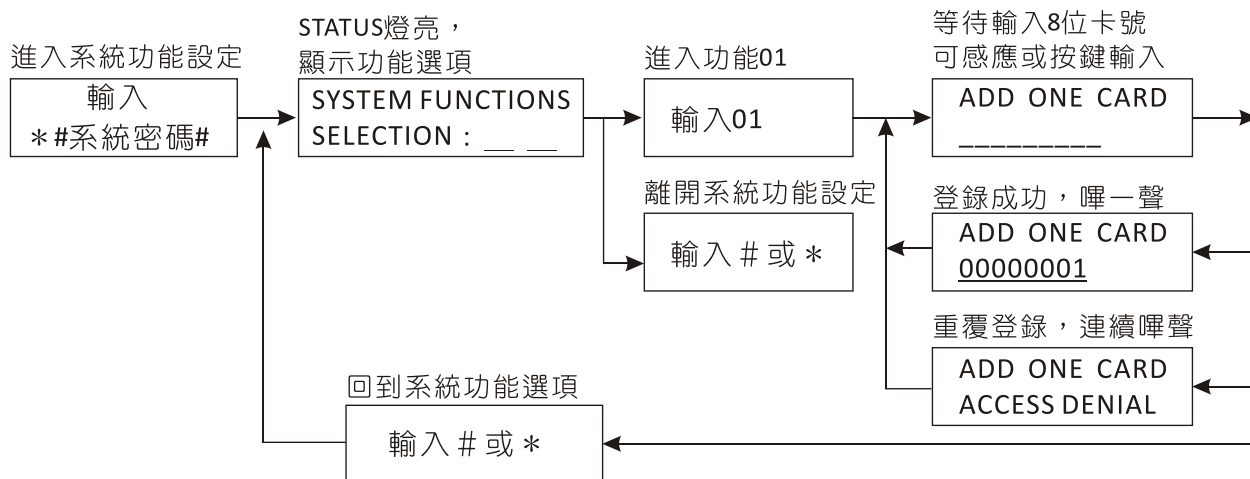 進入系統功能設定
輸入
＊#系統密碼#
STATUS燈亮，
顯示功能選項
SYSTEM FUNCTIONS
SELECTION : __ __
進入功能01
輸入01
離開系統功能設定
輸入＃或＊
等待輸入8位卡號
可感應或按鍵輸入
ADD ONE CARD
_________
登錄成功，嗶一聲
ADD ONE CARD
00000001
重覆登錄，連續嗶聲
ADD ONE CARD
ACCESS DENIAL
回到系統功能選項
輸入＃或＊